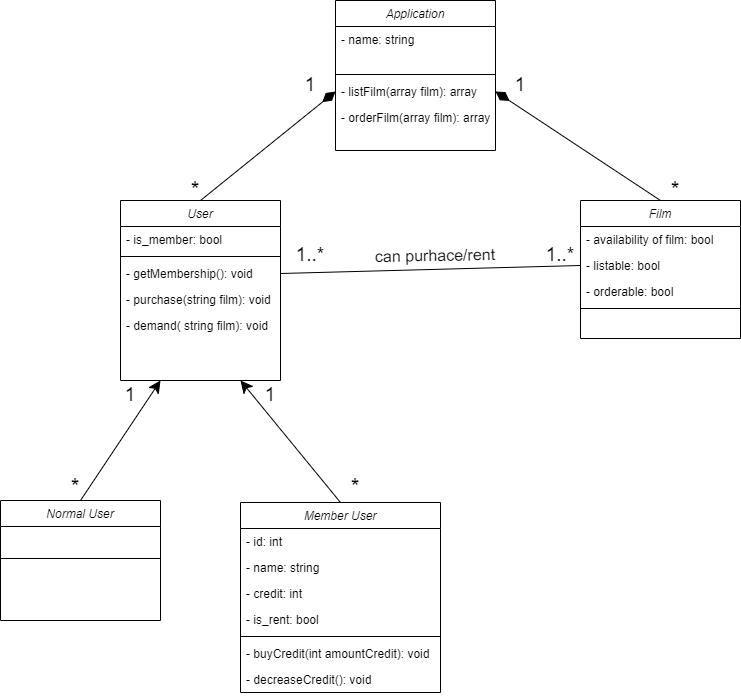 Application
- name: string
- listFilm(array film): array
- orderFilm(array film): array
1
1
*
*
User
- is_member: bool
- getMembership(): void
- purchase(string film): void
- demand( string film): void
Film
- availability of film: bool
- listable: bool
- orderable: bool
1..*
can purhace/rent
1..*
1
1
*
*
Normal User
Member User
- id: int
- name: string
- credit: int
- is_rent: bool
- buyCredit(int amountCredit): void
- decreaseCredit(): void